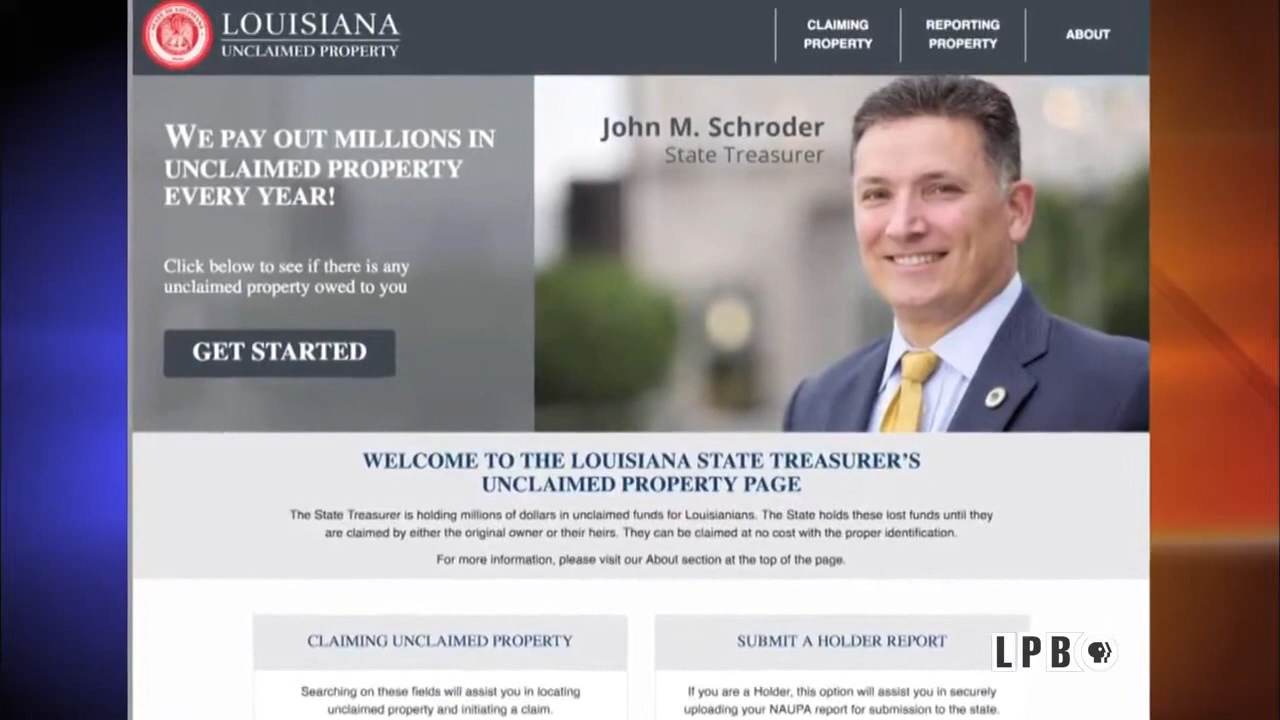 LOUISIANA
UNCLAIMED PROPERTY
CLAIMING
PROPERTY
REPORTING
PROPERTY
ABOUT
WE PAY OUT MILLIONS IN
UNCLAIMED PROPERTY
EVERY YEAR!
Click below to see if there is any
unclaimed property owed to you
GET STARTED
John M. Schroder
State Treasurer
WELCOME TO THE LOUISIANA STATE TREASURER'S
UNCLAIMED PROPERTY PAGE
The State Treasurer is holding millions of dollars in unclaimed funds for Louisianians. The State holds these lost funds until they
are claimed by either the original owner or their heirs. They can be claimed at no cost with the proper identification.
For more information, please visit our About section at the top of the page.
CLAIMING UNCLAIMED PROPERTY
Searching on these fields will assist you in locating
unclaimed property and initiating a claim.
SUBMIT A HOLDER REPORT
If you are a Holder, this option will assist you in securely
uploading your NAUPA report for submission to the state.
LPB